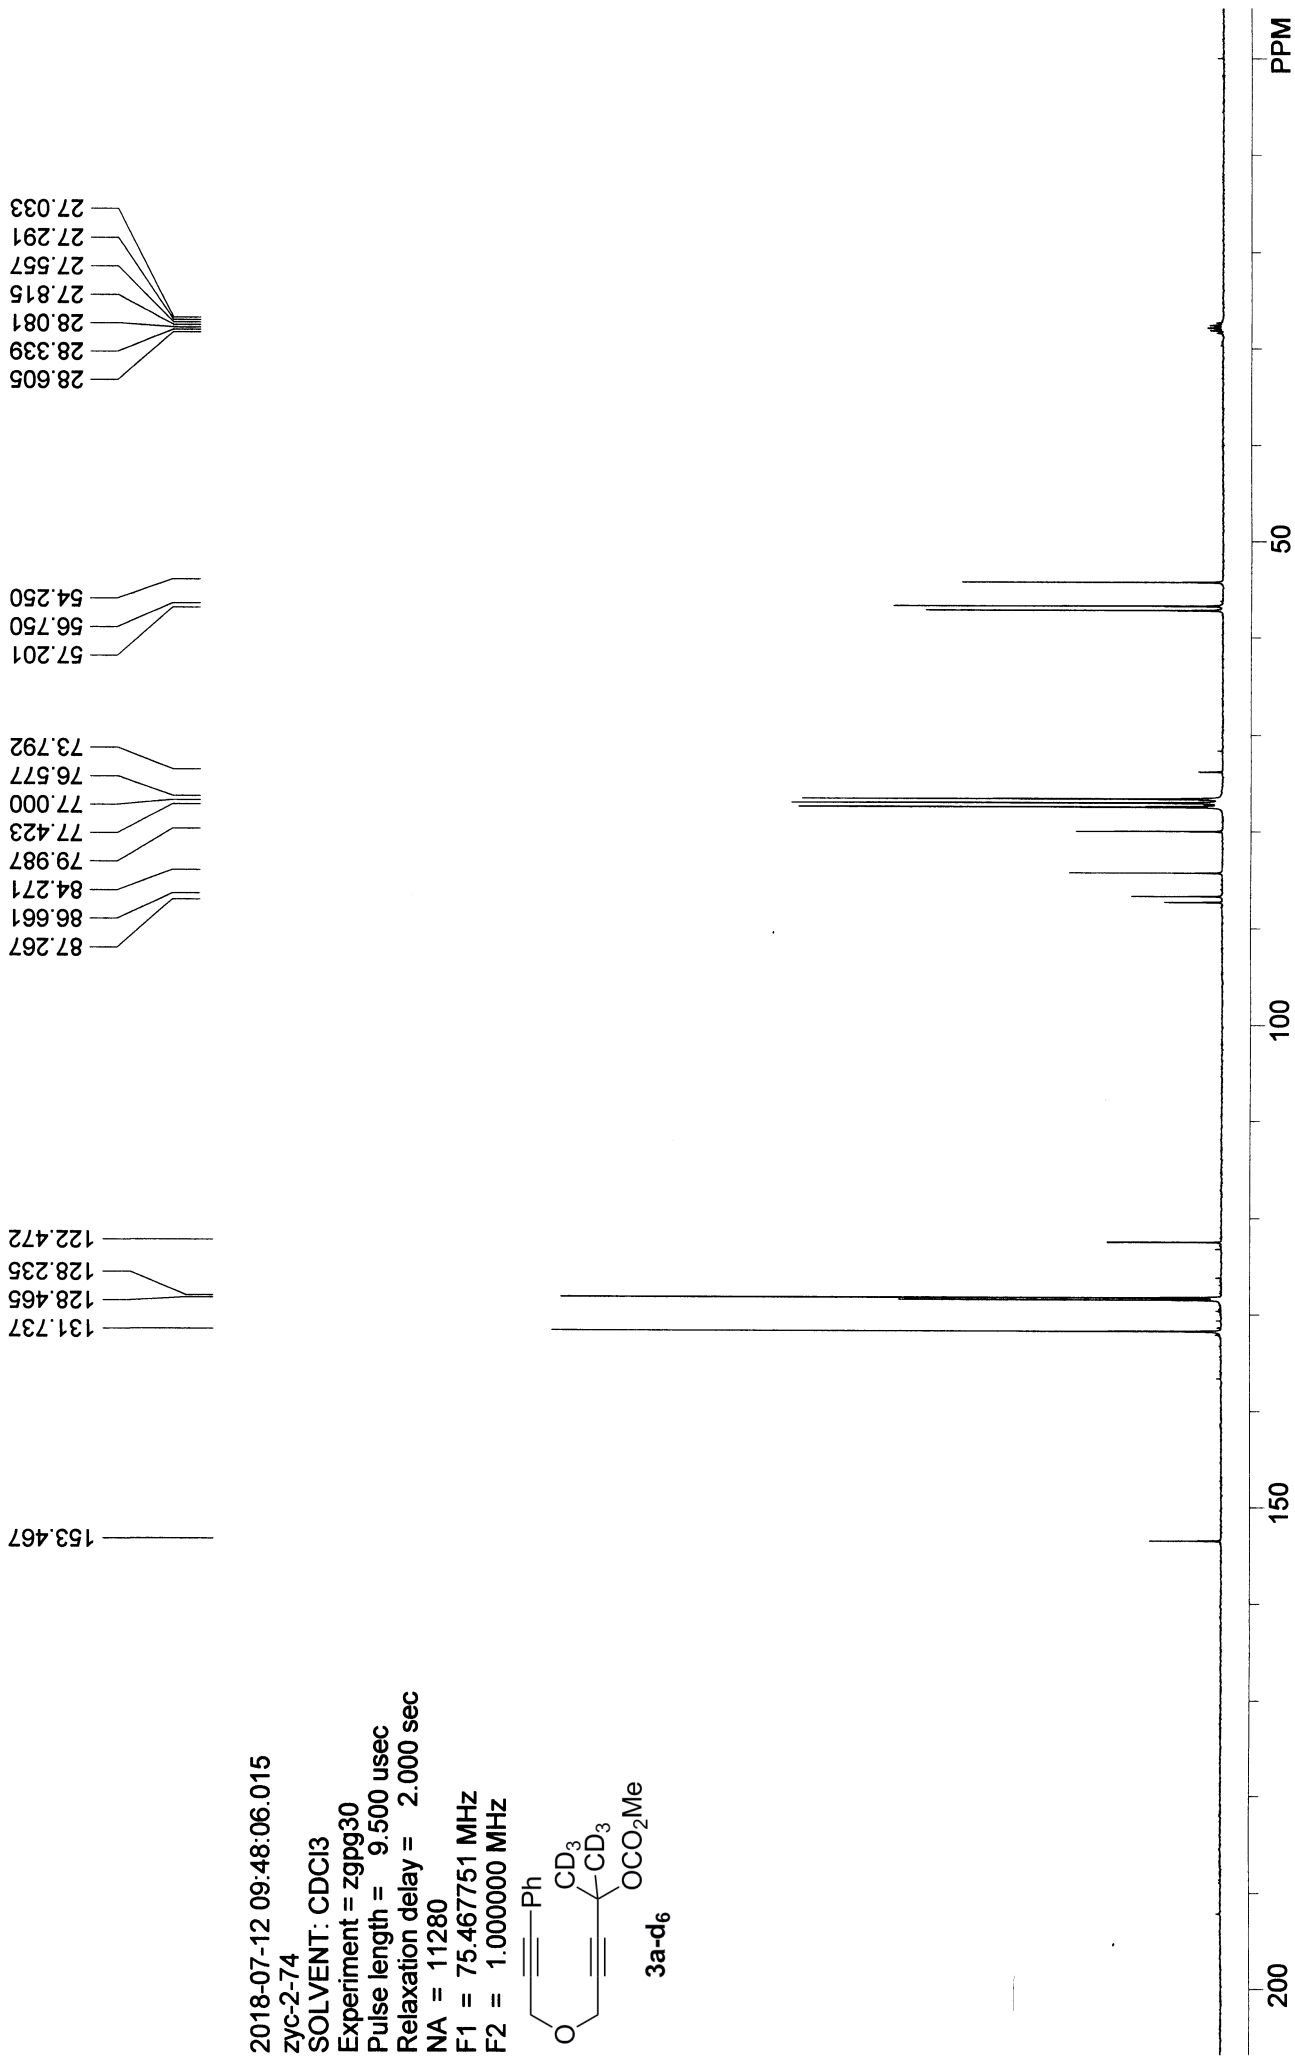 2018-07-12 09:48:06.015
zyc-2-74
SOLVENT: CDCl3
Experiment = zgpg30
Pulse length = 9.500 usec
Relaxation delay = 2.000 sec
NA = 11280
F1 = 75.467751 MHz
F2 = 1.000000 MHz
Ph
CD3
CD3
O
OCO2Me
3a-d6
153.467
131.737
128.465
128.235
122.472
87.267
86.661
84.271
79.987
77.423
77.000
76.577
73.792
57.201
56.750
54.250
28.605
28.339
28.081
27.815
27.557
27.291
27.033
200
150
100
50
PPM